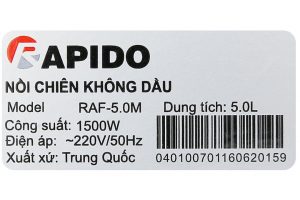 RAPIDO
NỒI CHIÊN KHÔNG DẦU
Model RAF-5.0M Dung tích: 5.0L
Công suất: 1500W
Điện áp: ~220V/50Hz
Xuất xứ: Trung Quốc 040100701160620159